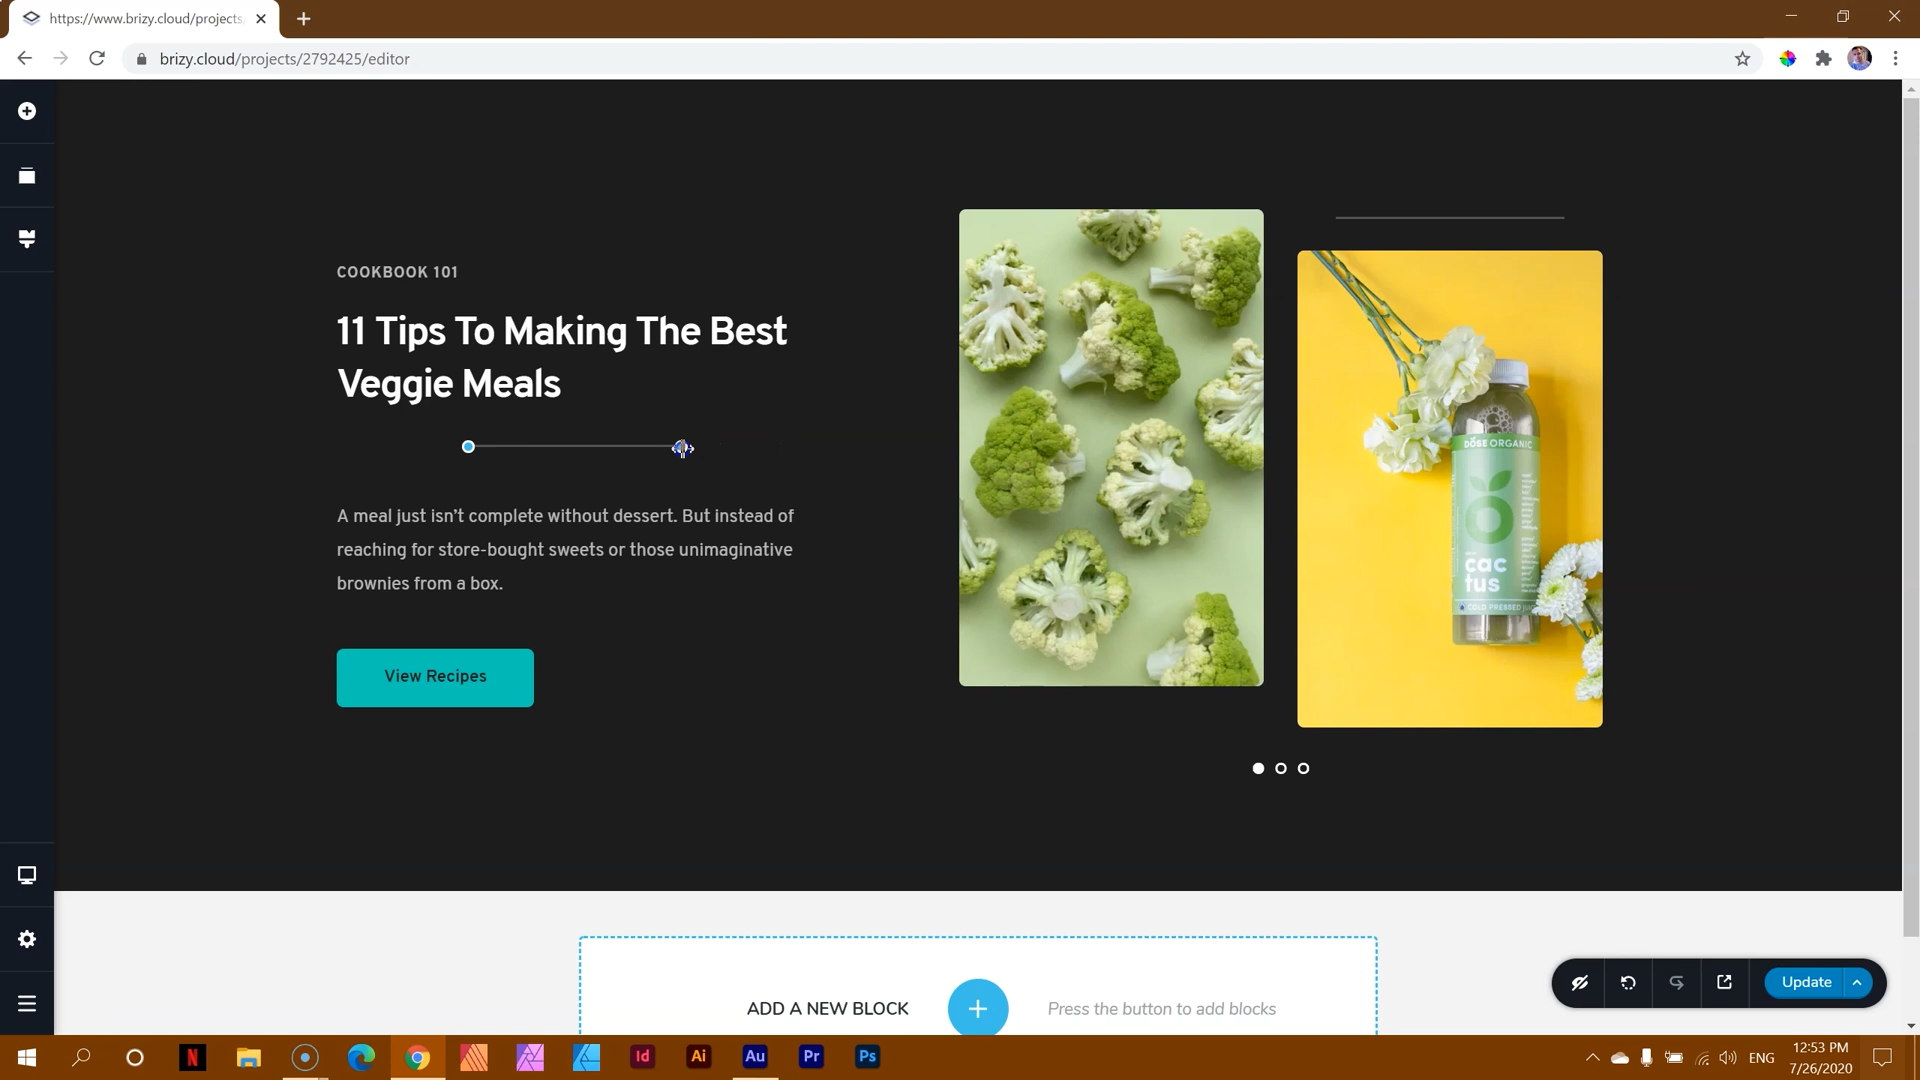 https://www.brizy.cloud/projects
brizy.cloud/projects/2792425/editor
COOKBOOK 101
11 Tips To Making The Best
Veggie Meals
A meal just isn’t complete without dessert. But instead of
reaching for store-bought sweets or those unimaginative
brownies from a box.
View Recipes
DOSE ORGANIC
cac
tus
COLD PRESSED
ADD A NEW BLOCK
Press the button to add blocks
Update
N
Id
Ai
Au
Pr
Ps
ENG
12:53 PM
7/26/2020